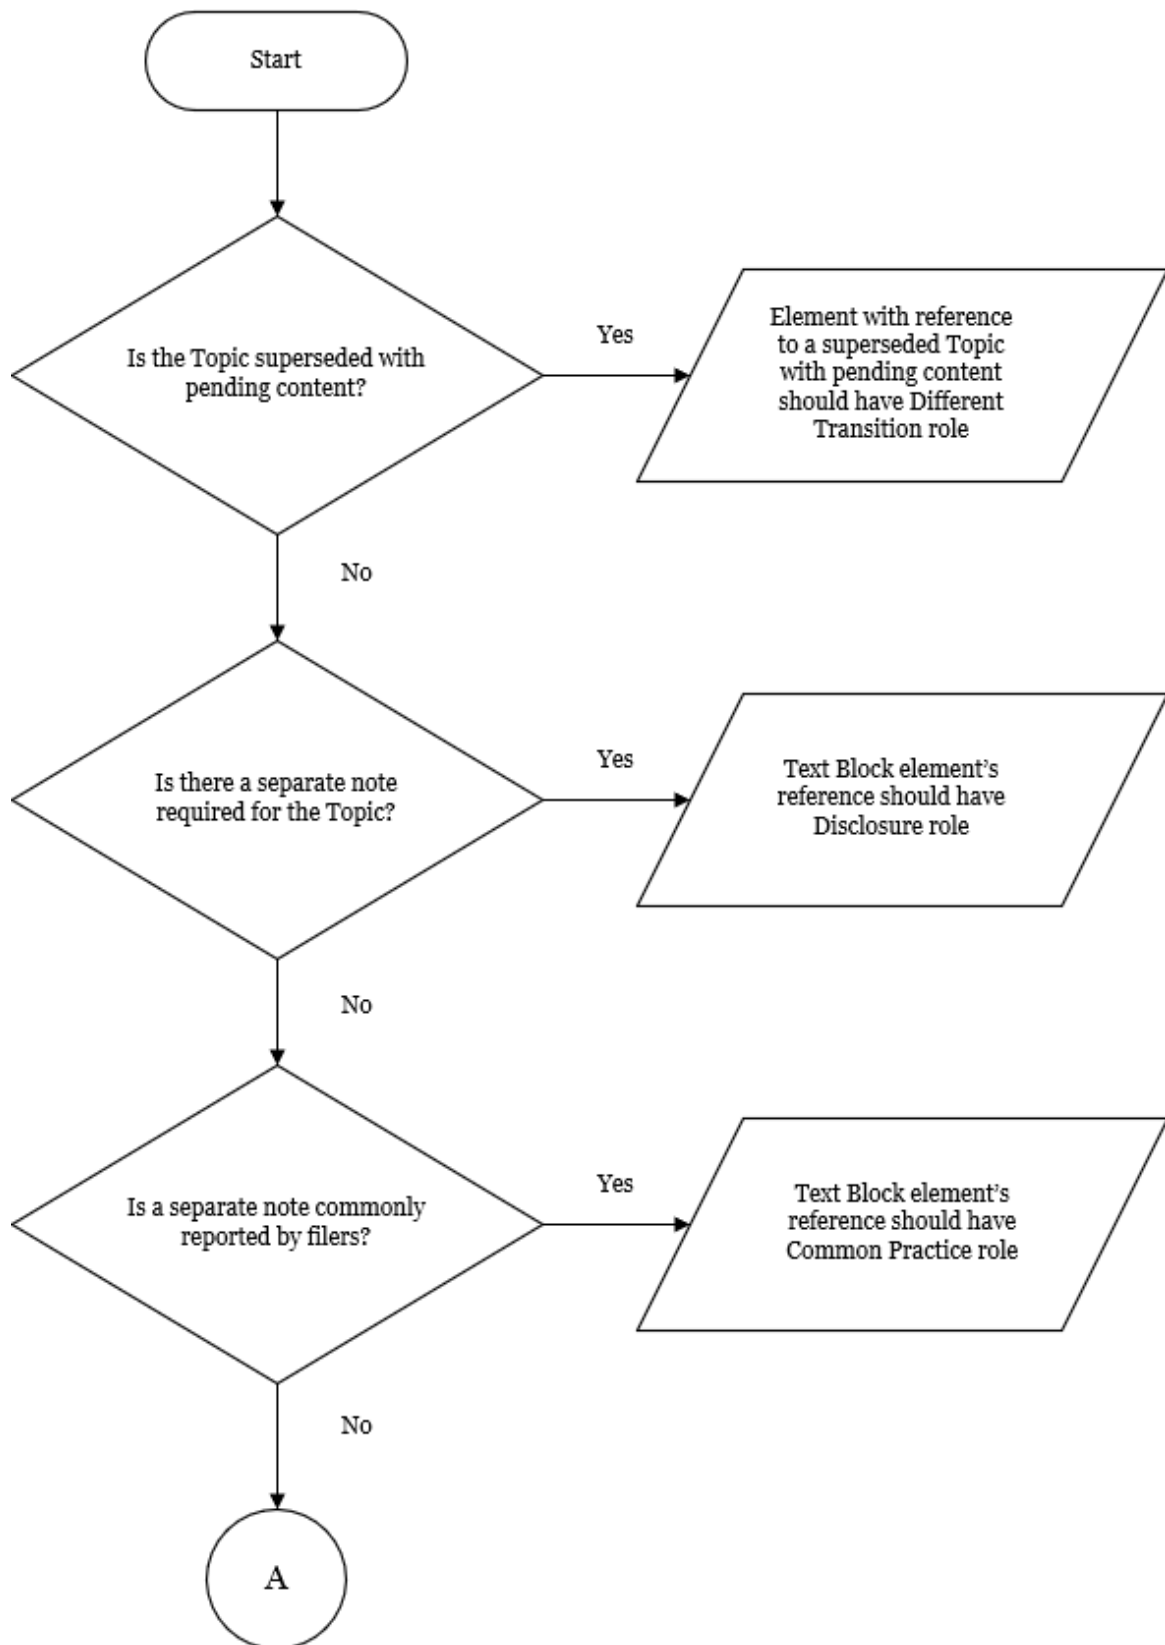 Start
Is the Topic superseded with
pending content?
Yes
Element with reference
to a superseded Topic
with pending content
should have Different
Transition role
No
Is there a separate note
required for the Topic?
Yes
Text Block element’s
reference should have
Disclosure role
No
Is a separate note commonly
reported by filers?
Yes
Text Block element’s
reference should have
Common Practice role
No
A